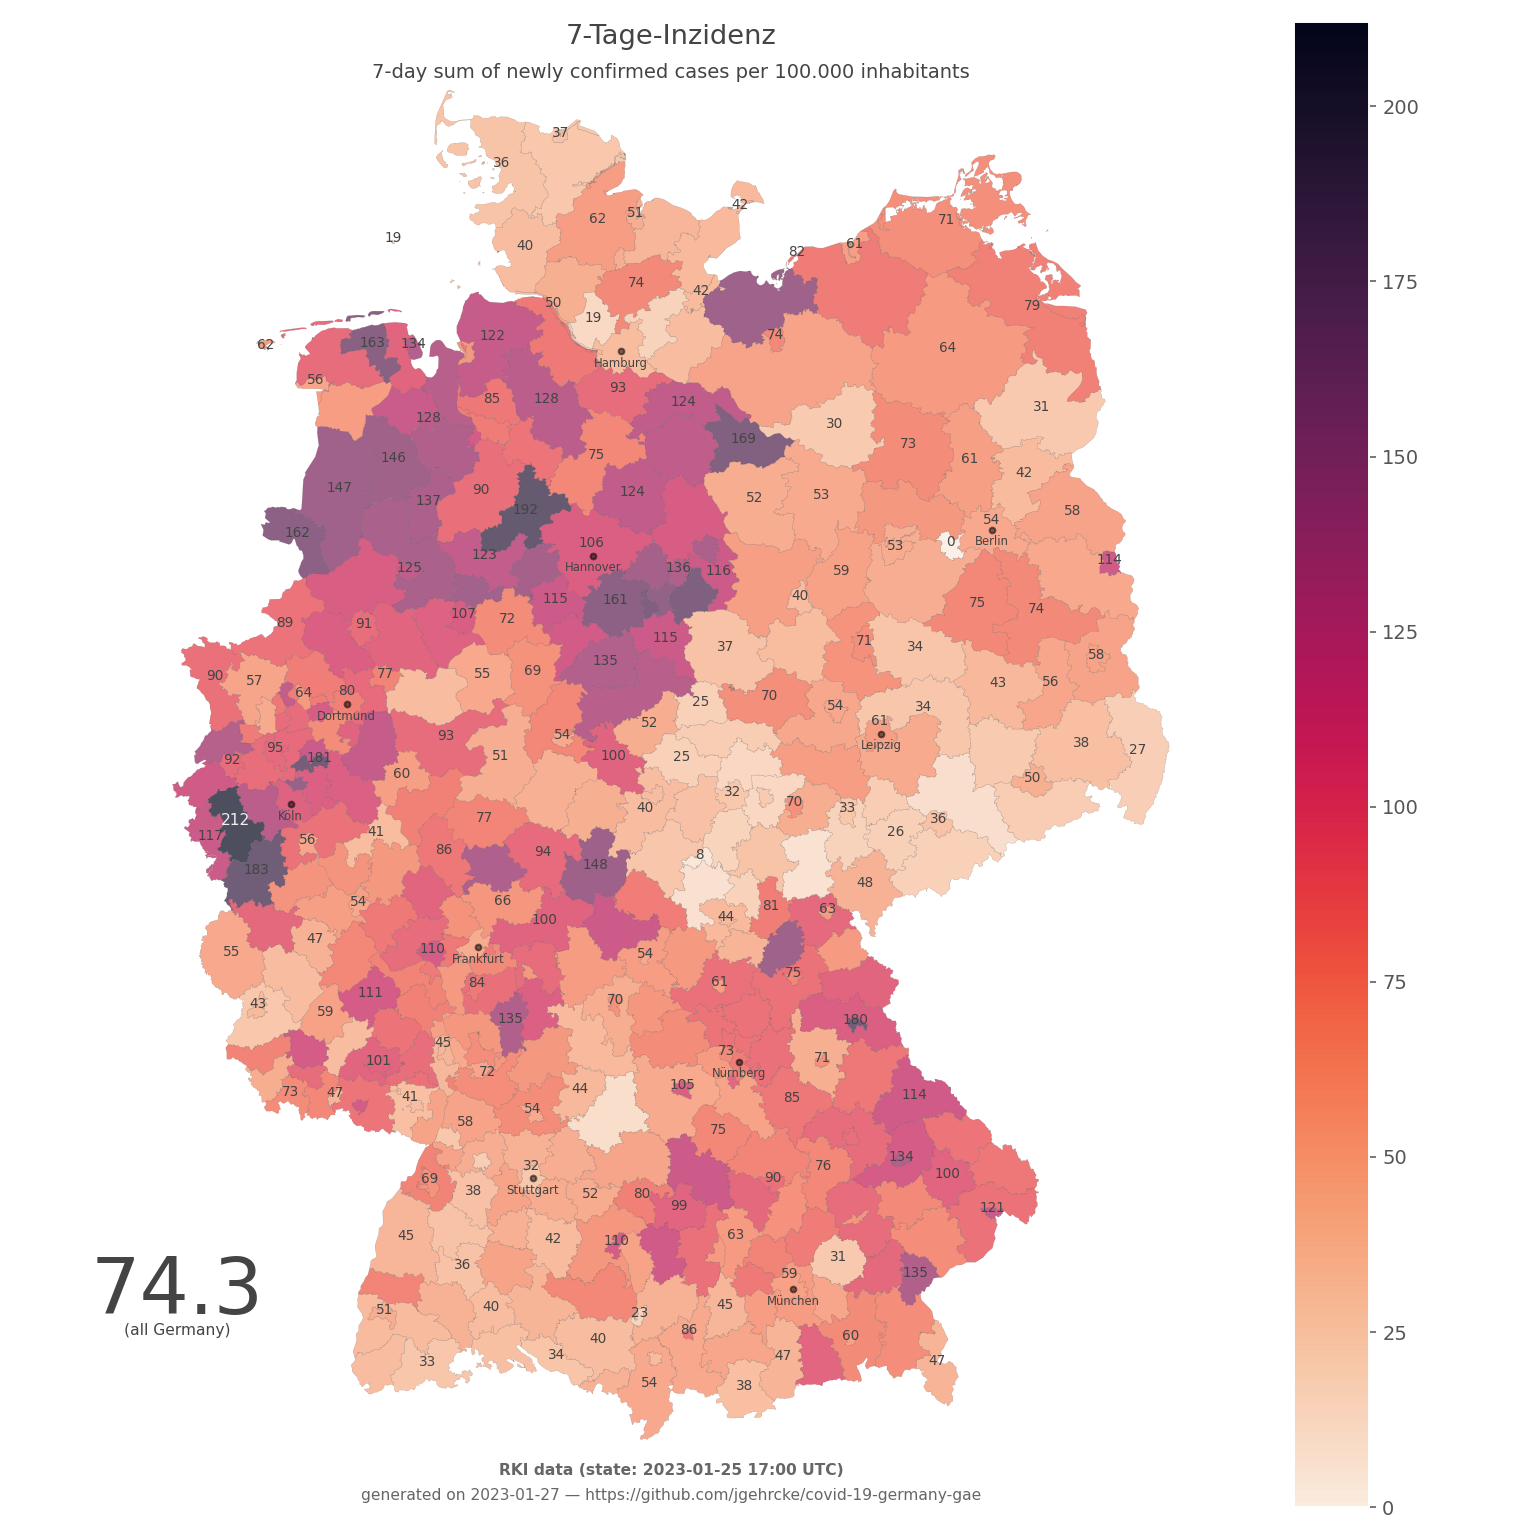 7-Tage-Inzidenz
7-day sum of newly confirmed cases per 100.000 inhabitants
37
36
62 51 42
19 40 82 61 71
74 42
50 19 79
122 74
62 163 134 Hamburg 64
56 93
85 128 124 31
128 30
169 73
146 75 61
147 137 90 124 52 53 42
192 54 58
162 106 53 0 Berlin
123 Hannover 114
125 136 116 59
107 115 161 40 75 74
89 91 72 115 37 71 34
135 58
90 57 77 55 69 43 56
64 80 70
Dortmund 25 54 34
93 54 52 61
92 95 181 51 100 25 Leipzig 38 27
60 50
212 Köln 77 40 32 70 33
117 56 41 26 36
86 94 8
183 148
54 66 48
100 44 81 63
55 47 110 54
Frankfurt
84 61 75
43 59 111 70
135 180
45 73
101 72 Nürnberg 71
73 47 41 44 105 85 114
58 54
75
69 32 134
38 Stuttgart 52 80 90 76 100
99 121
45 42 110 63
36 31
59 135
74.3 München
(all Germany) 51 40 23 45
86 60
33 34 40 47 47
54 38
200
175
150
125
100
75
50
25
0
RKI data (state: 2023-01-25 17:00 UTC)
generated on 2023-01-27 — https://github.com/jgehrcke/covid-19-germany-gae